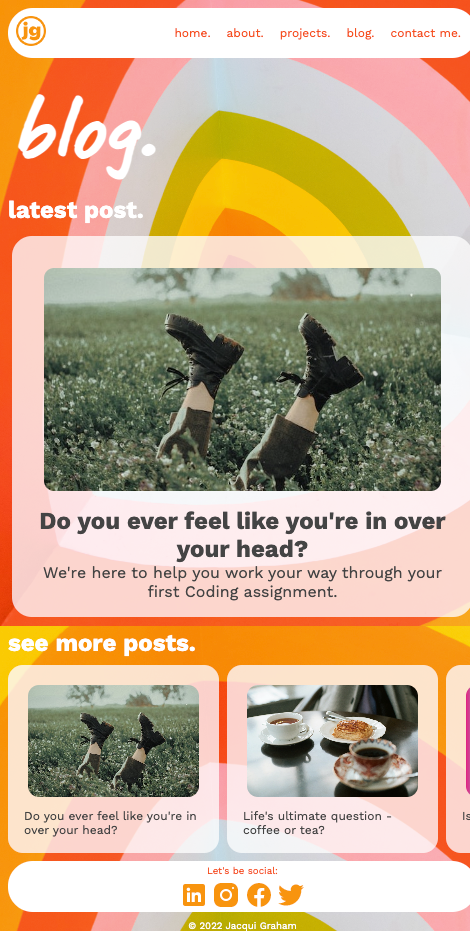 jg
home. about. projects. blog. contact me.
blog.
latest post.
Do you ever feel like you're in over
your head?
We're here to help you work your way through your
first Coding assignment.
see more posts.
Do you ever feel like you're in
over your head?
Life's ultimate question -
coffee or tea?
Is
Let's be social:
in
© 2022 Jacqui Graham